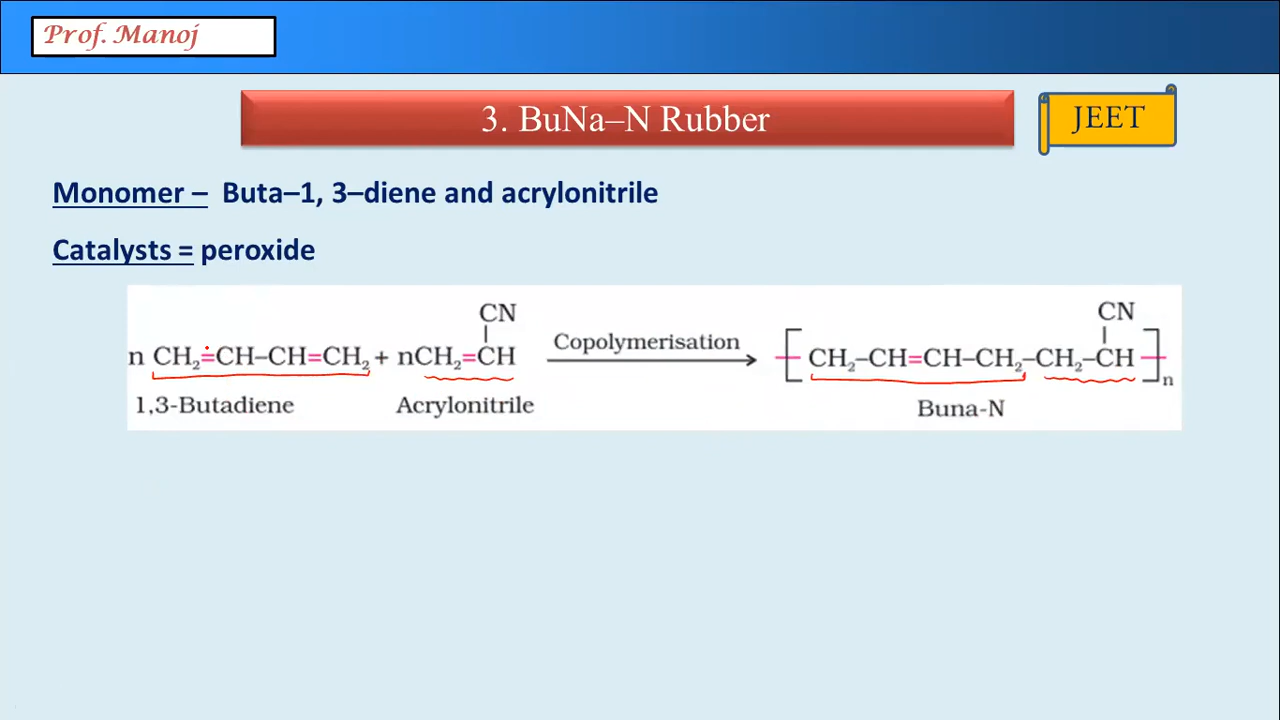 Prof. Manoj
3. BuNa–N Rubber
JEET
Monomer – Buta–1, 3–diene and acrylonitrile
Catalysts = peroxide
CN
CN
n CH₂=CH–CH=CH₂ + nCH₂=CH Copolymerisation CH₂–CH=CH–CH₂–CH₂–CH n
1,3-Butadiene Acrylonitrile Buna-N